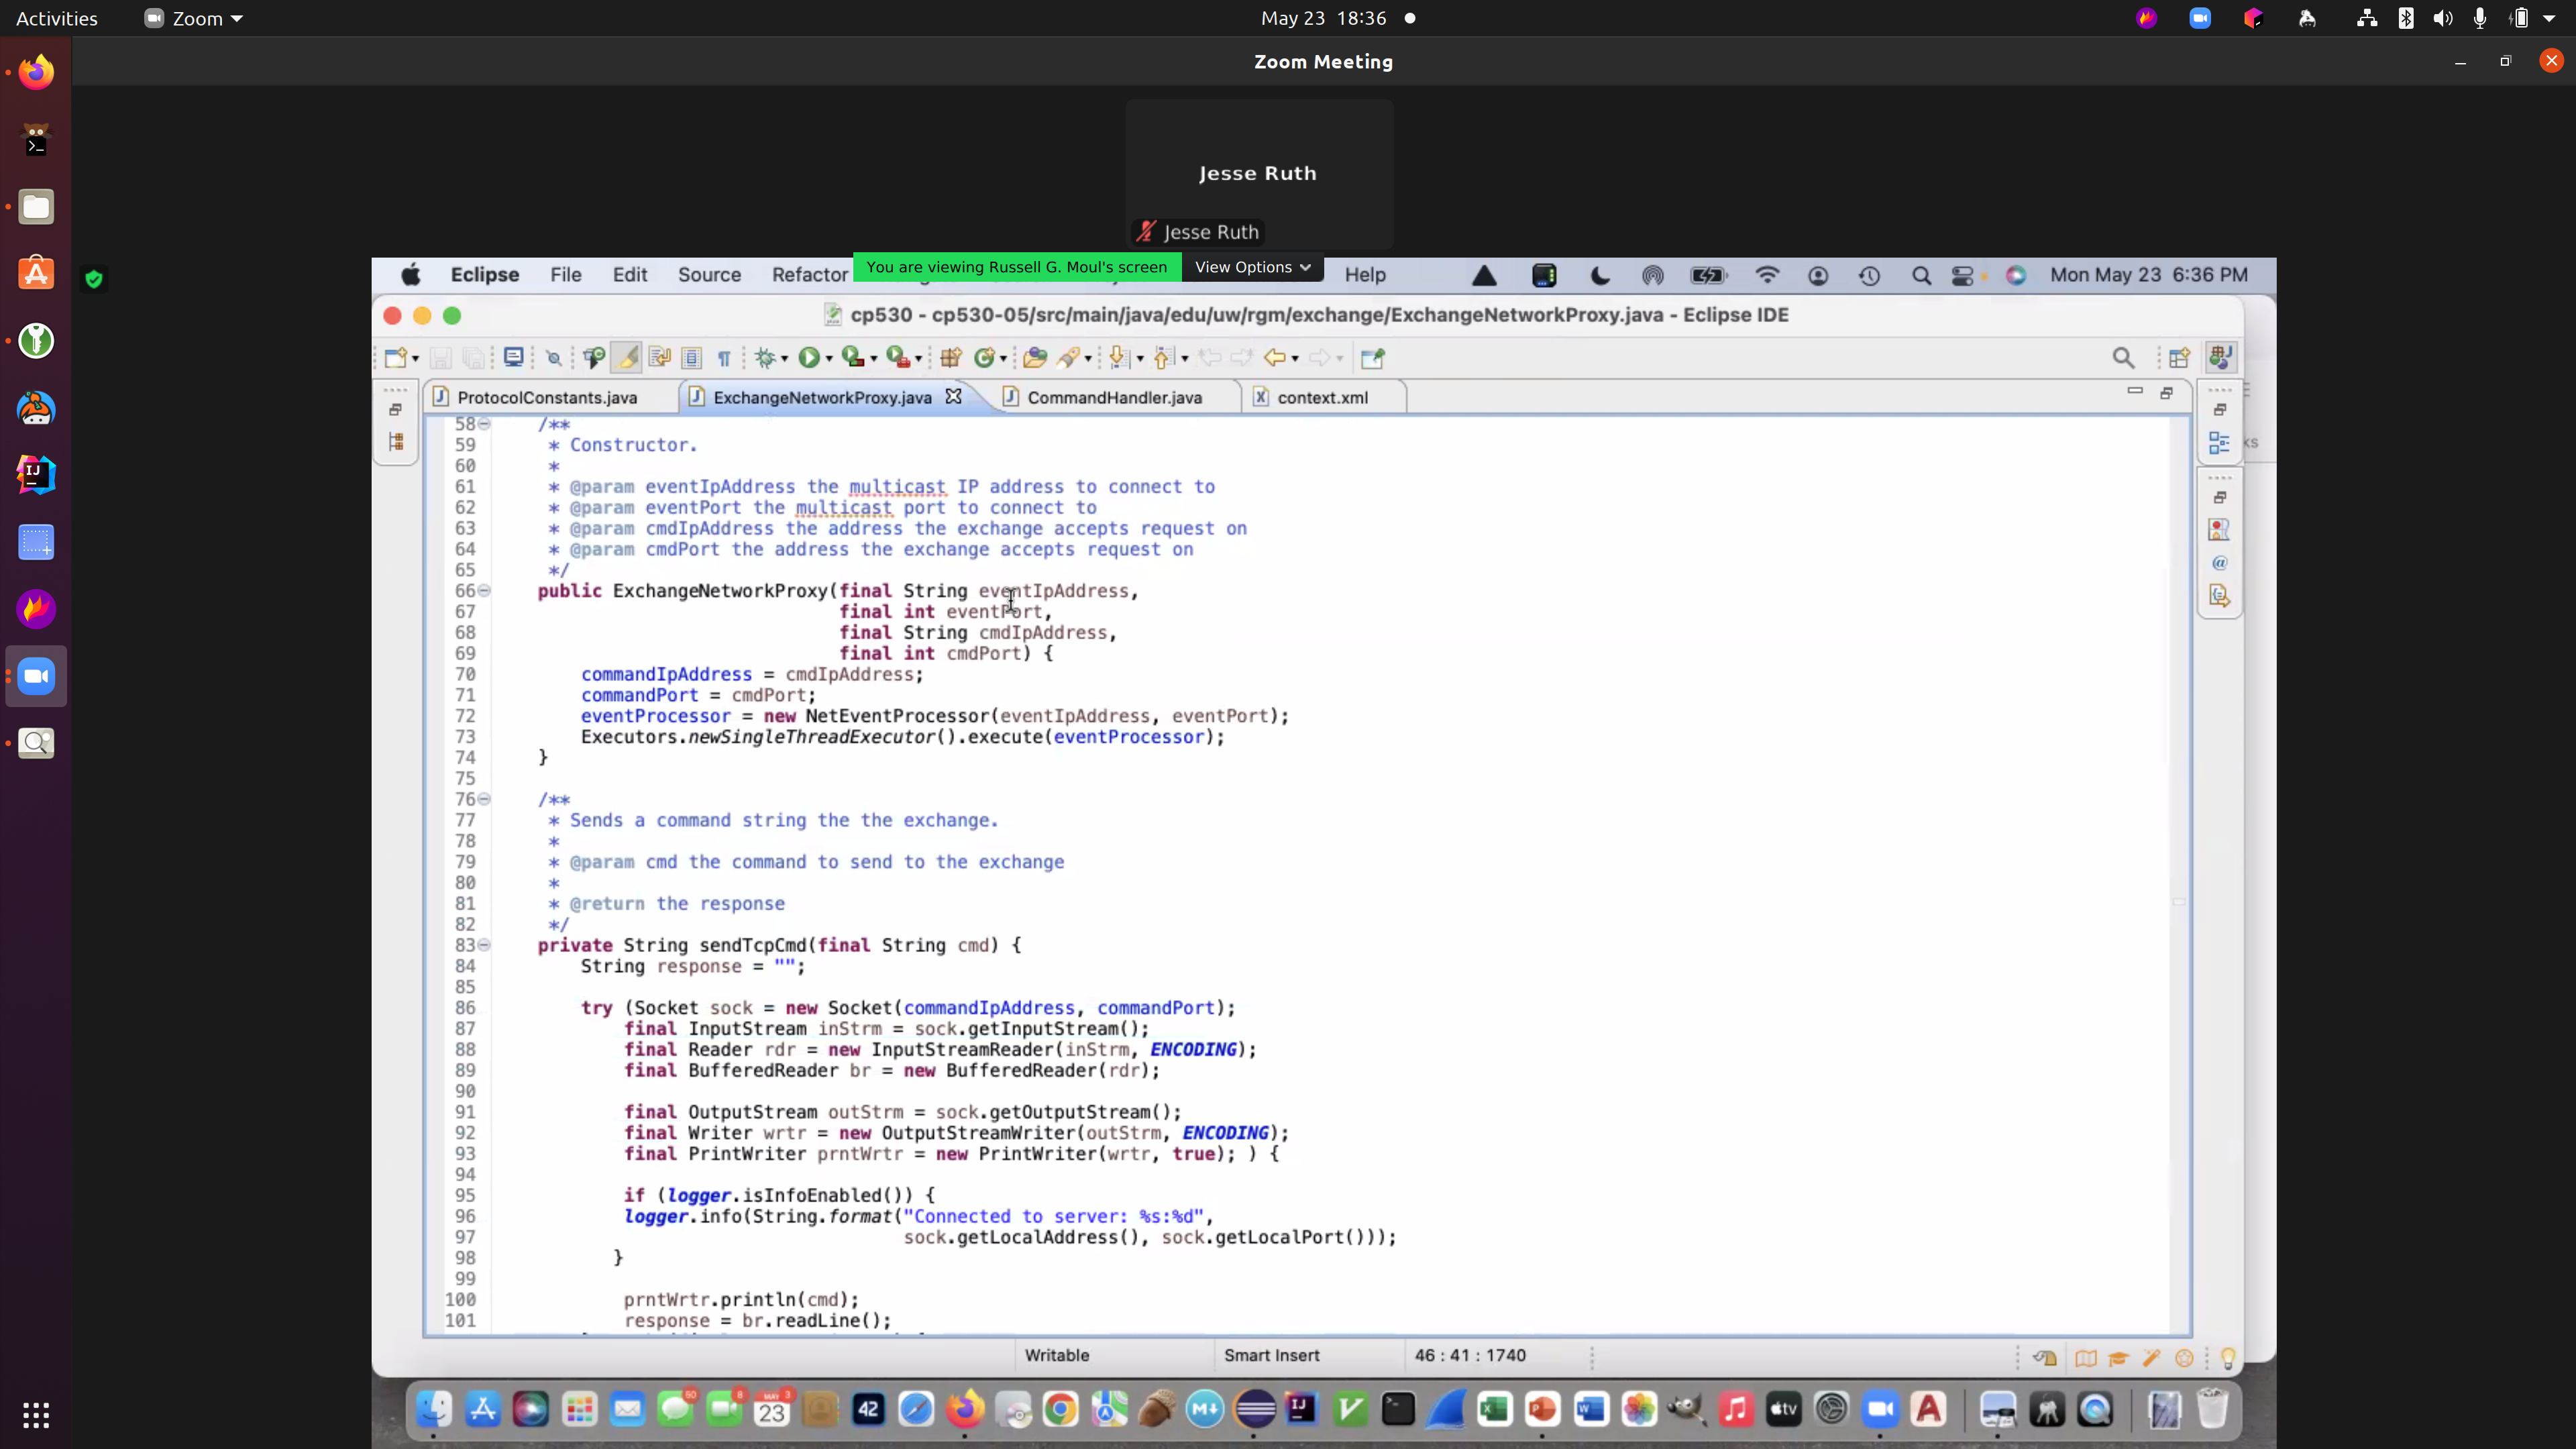 Activities
Zoom
May 23 18:36
Zoom Meeting
Jesse Ruth
Jesse Ruth
Eclipse File Edit Source Refactor
You are viewing Russell G. Moul's screen
View Options
Help
Mon May 23 6:36 PM
cp530 - cp530-05/src/main/java/edu/uw/rgm/exchange/ExchangeNetworkProxy.java - Eclipse IDE
ProtocolConstants.java
ExchangeNetworkProxy.java
CommandHandler.java
context.xml
58 /**
59 * Constructor.
60 *
61 * @param eventIpAddress the multicast IP address to connect to
62 * @param eventPort the multicast port to connect to
63 * @param cmdIpAddress the address the exchange accepts request on
64 * @param cmdPort the address the exchange accepts request on
65 */
66 public ExchangeNetworkProxy(final String eventIpAddress,
67 final int eventPort,
68 final String cmdIpAddress,
69 final int cmdPort) {
70 commandIpAddress = cmdIpAddress;
71 commandPort = cmdPort;
72 eventProcessor = new NetEventProcessor(eventIpAddress, eventPort);
73 Executors.newSingleThreadExecutor().execute(eventProcessor);
74 }
75
76 /**
77 * Sends a command string the the exchange.
78 *
79 * @param cmd the command to send to the exchange
80 *
81 * @return the response
82 */
83 private String sendTcpCmd(final String cmd) {
84 String response = "";
85
86 try (Socket sock = new Socket(commandIpAddress, commandPort);
87 final InputStream inStrm = sock.getInputStream();
88 final Reader rdr = new InputStreamReader(inStrm, ENCODING);
89 final BufferedReader br = new BufferedReader(rdr);
90
91 final OutputStream outStrm = sock.getOutputStream();
92 final Writer wrtr = new OutputStreamWriter(outStrm, ENCODING);
93 final PrintWriter prntWrtr = new PrintWriter(wrtr, true); ) {
94
95 if (logger.isInfoEnabled()) {
96 logger.info(String.format("Connected to server: %s:%d",
97 sock.getLocalAddress(), sock.getLocalPort()));
98 }
99
100 prntWrtr.println(cmd);
101 response = br.readLine();
Writable
Smart Insert
46 : 41 : 1740